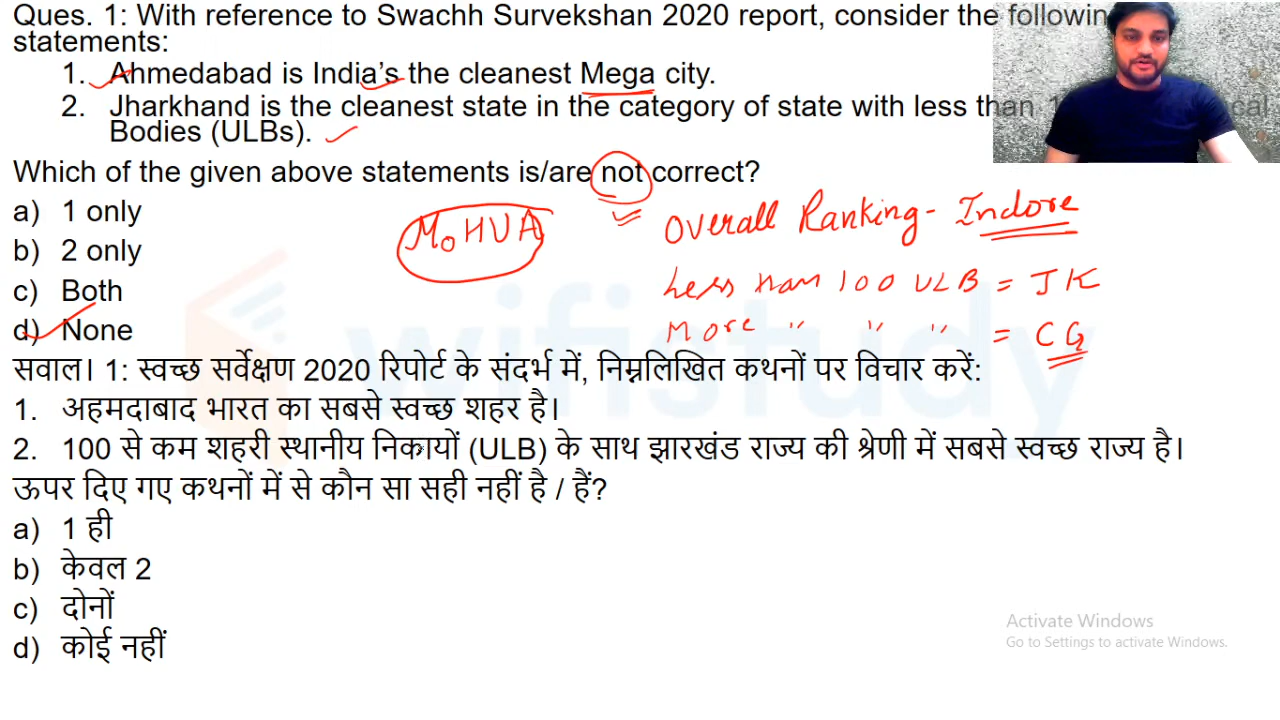 Ques. 1: With reference to Swachh Survekshan 2020 report, consider the following
statements:
1. Ahmedabad is India's the cleanest Mega city.
2. Jharkhand is the cleanest state in the category of state with less than
Bodies (ULBs).
Which of the given above statements is/are not correct?
a) 1 only
b) 2 only
c) Both
d) None
MoHUA
Overall Ranking- Indore
Less than 100 ULB = JK
More " " " = CG
wifistudy
सवाल। 1: स्वच्छ सर्वेक्षण 2020 रिपोर्ट के संदर्भ में, निम्नलिखित कथनों पर विचार करें:
1. अहमदाबाद भारत का सबसे स्वच्छ शहर है।
2. 100 से कम शहरी स्थानीय निकायों (ULB) के साथ झारखंड राज्य की श्रेणी में सबसे स्वच्छ राज्य है।
ऊपर दिए गए कथनों में से कौन सा सही नहीं है / हैं?
a) 1 ही
b) केवल 2
c) दोनों
d) कोई नहीं
Activate Windows
Go to Settings to activate Windows.